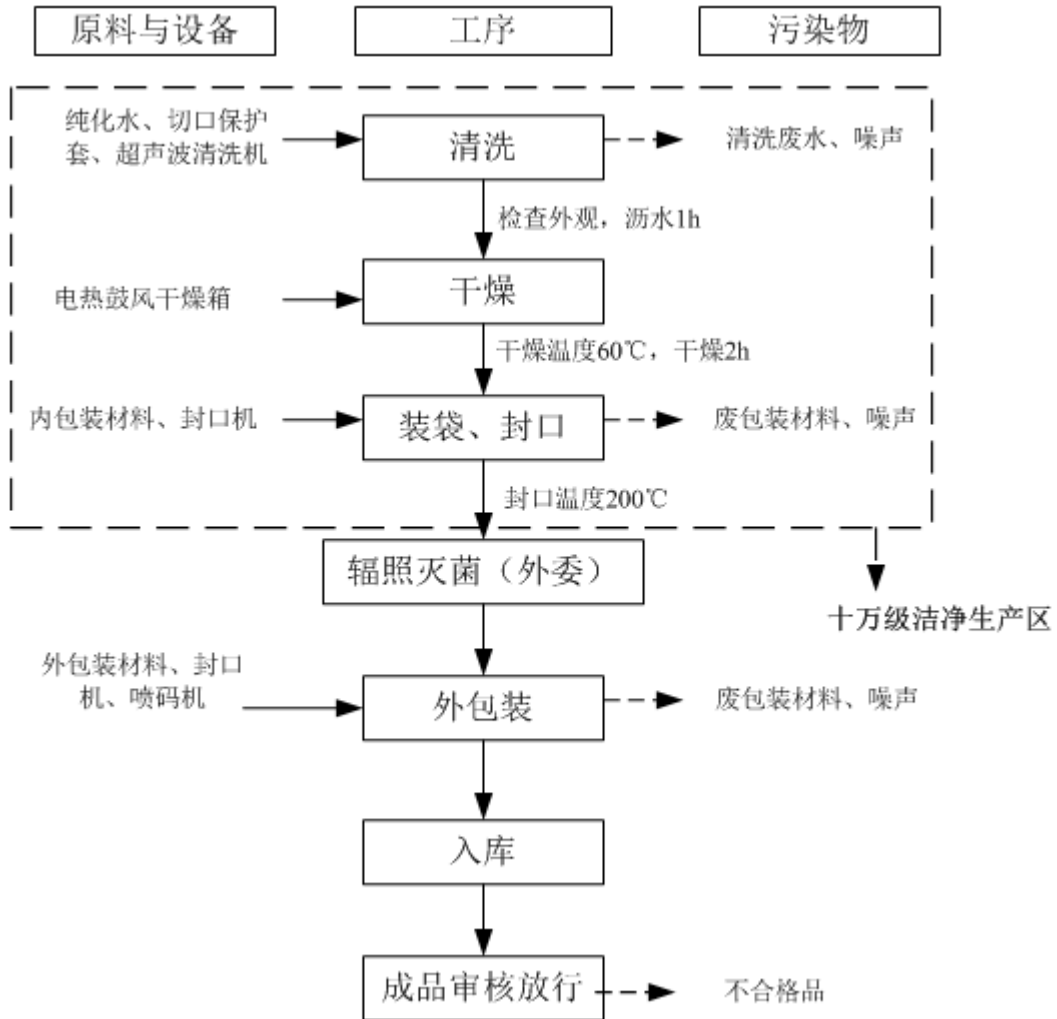 原料与设备
工序
污染物
纯化水、切口保护
套、超声波清洗机
清洗
清洗废水、噪声
检查外观，沥水1h
电热鼓风干燥箱
干燥
干燥温度60℃，干燥2h
内包装材料、封口机
装袋、封口
废包装材料、噪声
封口温度200℃
辐照灭菌（外委）
十万级洁净生产区
外包装材料、封口
机、喷码机
外包装
废包装材料、噪声
入库
成品审核放行
不合格品